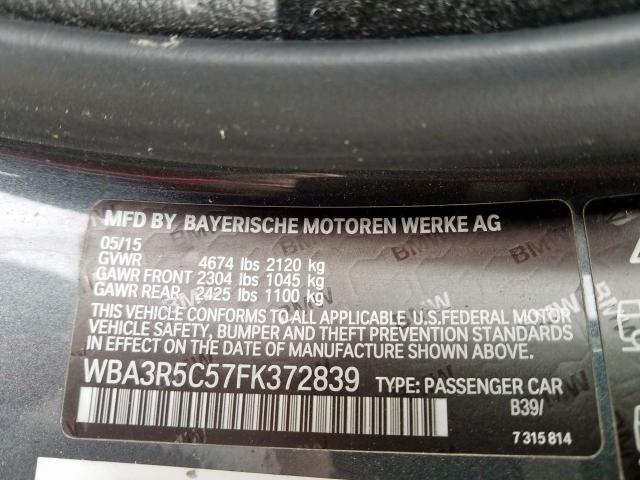 MFD BY BAYERISCHE MOTOREN WERKE AG
05/15
GVWR 4674 lbs 2120 kg
GAWR FRONT 2304 lbs 1045 kg
GAWR REAR 2425 lbs 1100 kg
THIS VEHICLE CONFORMS TO ALL APPLICABLE U.S.FEDERAL MOTOR
VEHICLE SAFETY, BUMPER AND THEFT PREVENTION STANDARDS
IN EFFECT ON THE DATE OF MANUFACTURE SHOWN ABOVE.
WBA3R5C57FK372839 TYPE: PASSENGER CAR
B39/
7 315 814